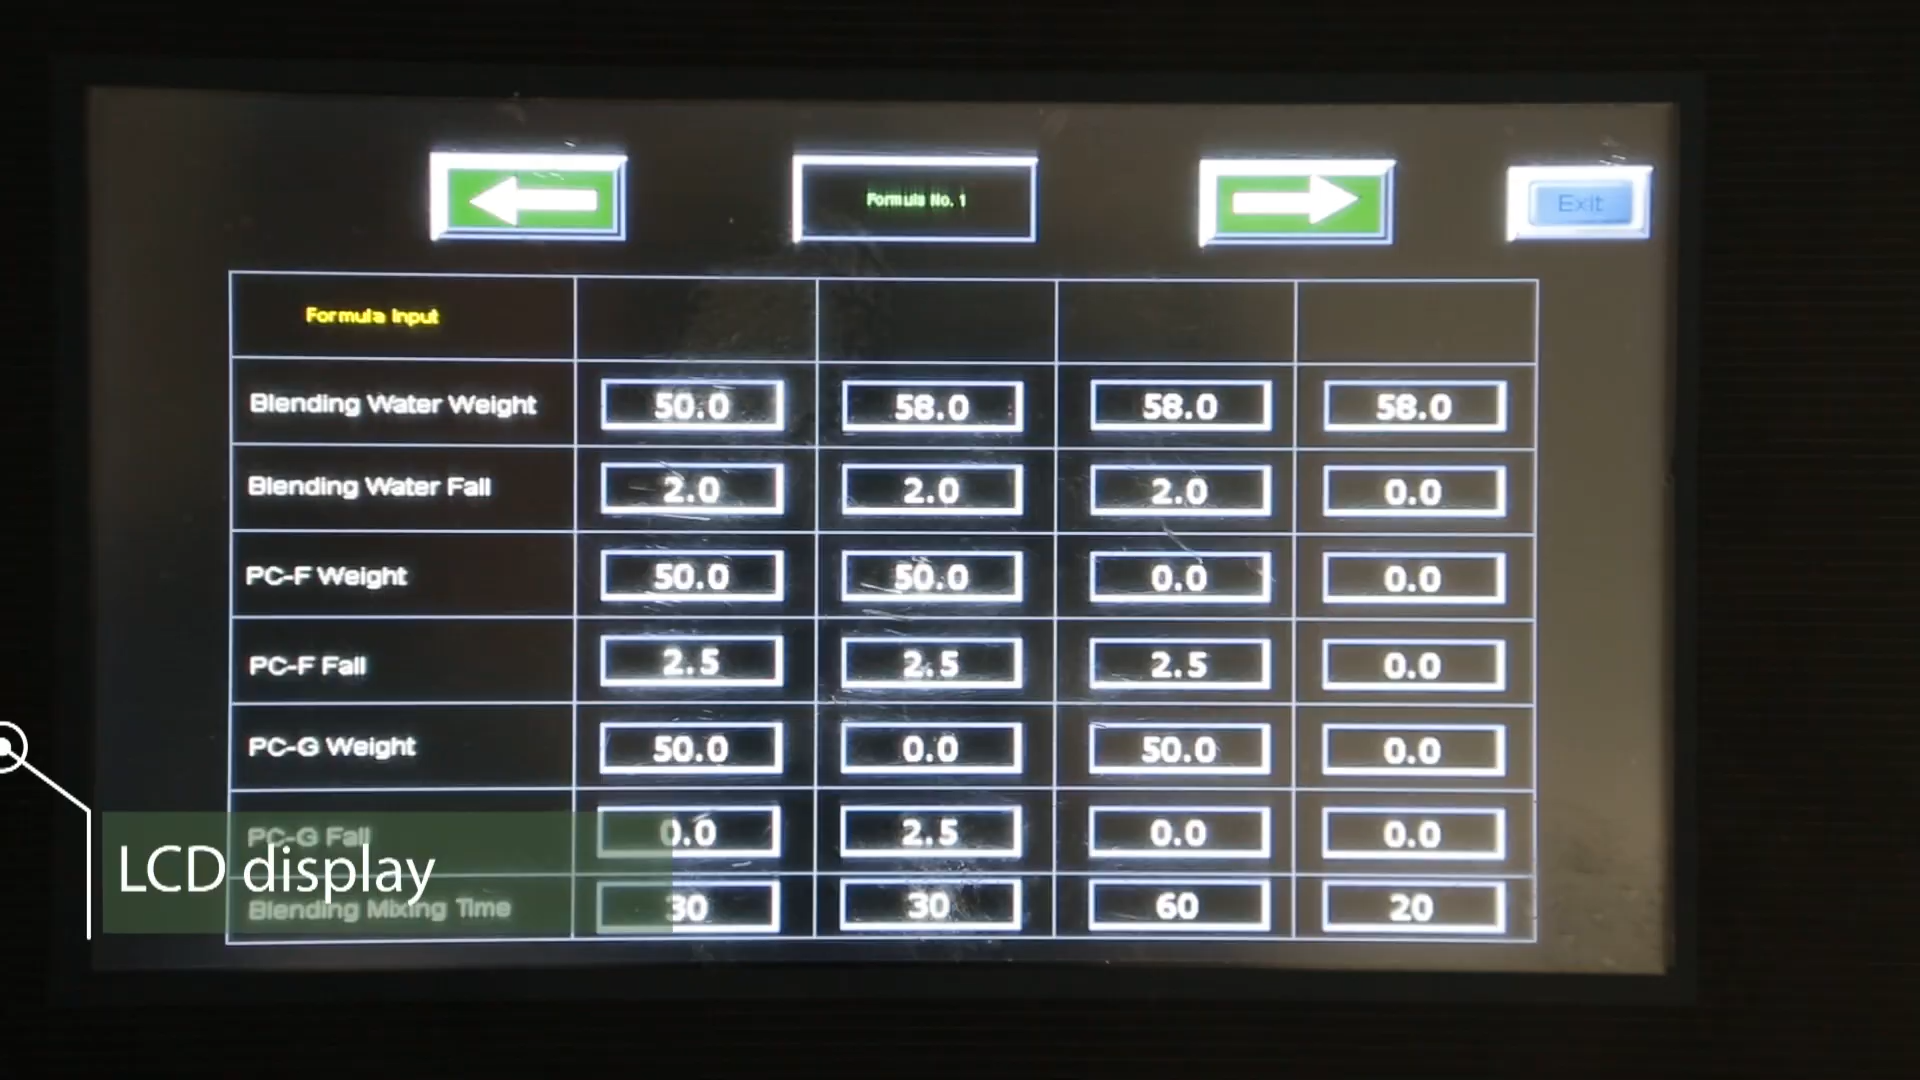 Formula No. 1
Exit
Formula Input
Blending Water Weight 50.0 58.0 58.0 58.0
Blending Water Fall 2.0 2.0 2.0 0.0
PC-F Weight 50.0 50.0 0.0 0.0
PC-F Fall 2.5 2.5 2.5 0.0
PC-G Weight 50.0 0.0 50.0 0.0
PC-G Fall 0.0 2.5 0.0 0.0
LCD display
Blending Mixing Time 30 30 60 20